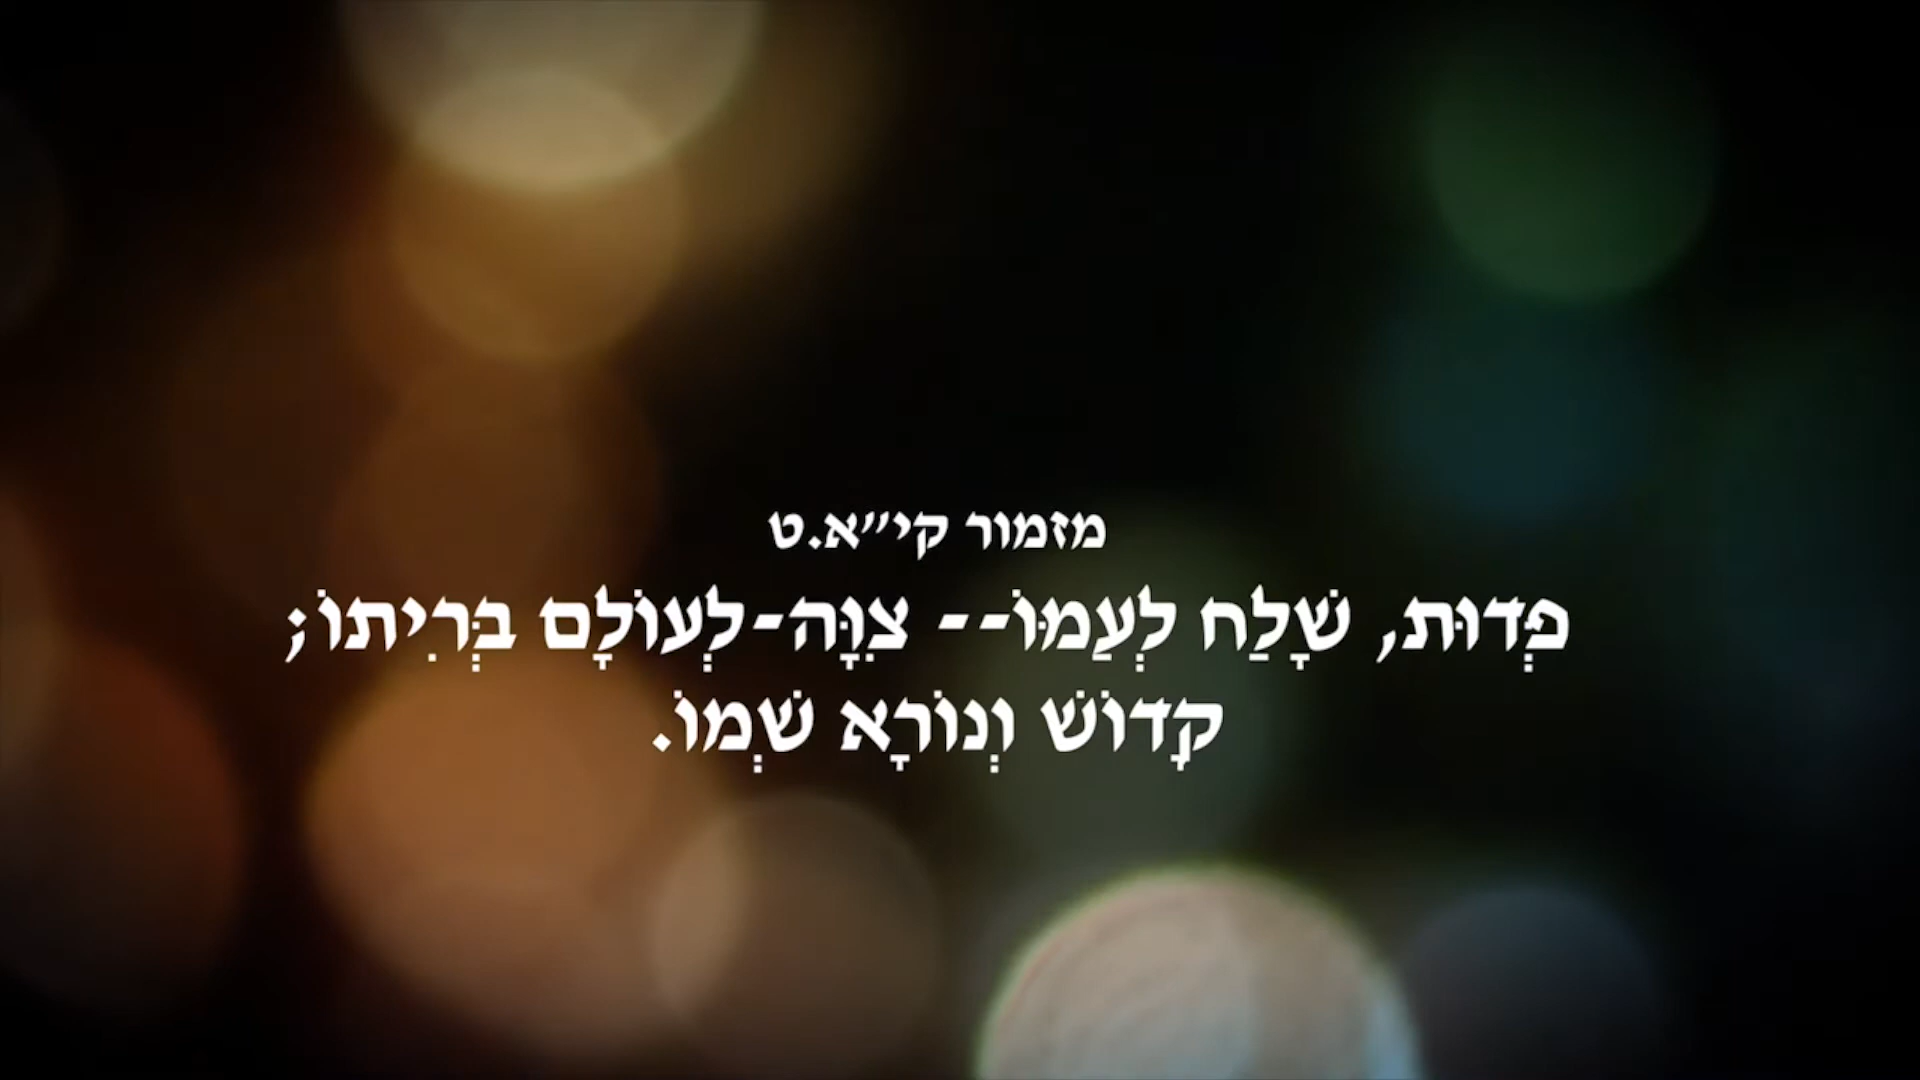 מזמור קי״א.ט
פְּדוּת, שָׁלַח לְעַמּוֹ-- צִוָּה-לְעוֹלָם בְּרִיתוֹ;
קָדוֹשׁ וְנוֹרָא שְׁמוֹ.